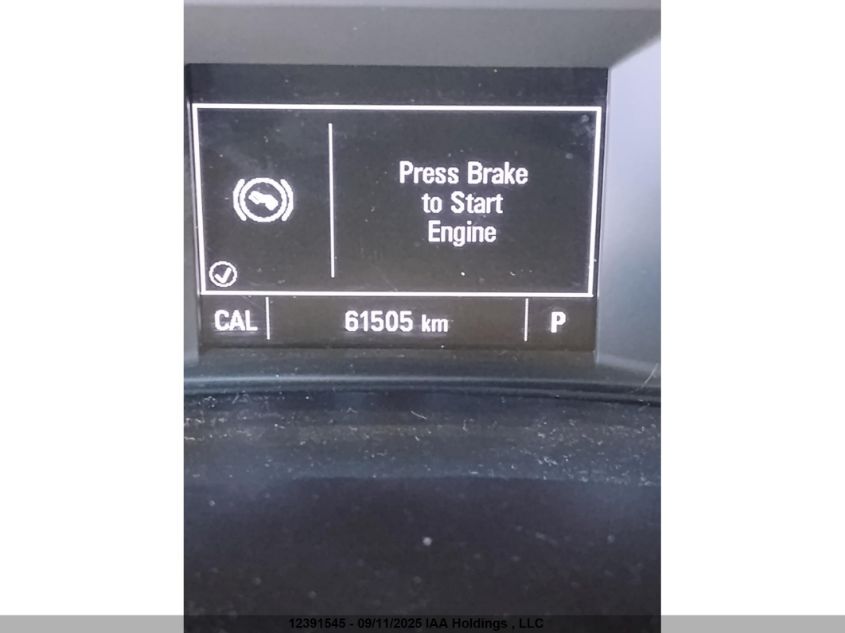 Press Brake
to Start
Engine
CAL 61505 km P
12391545 - 09/11/2025 IAA Holdings , LLC